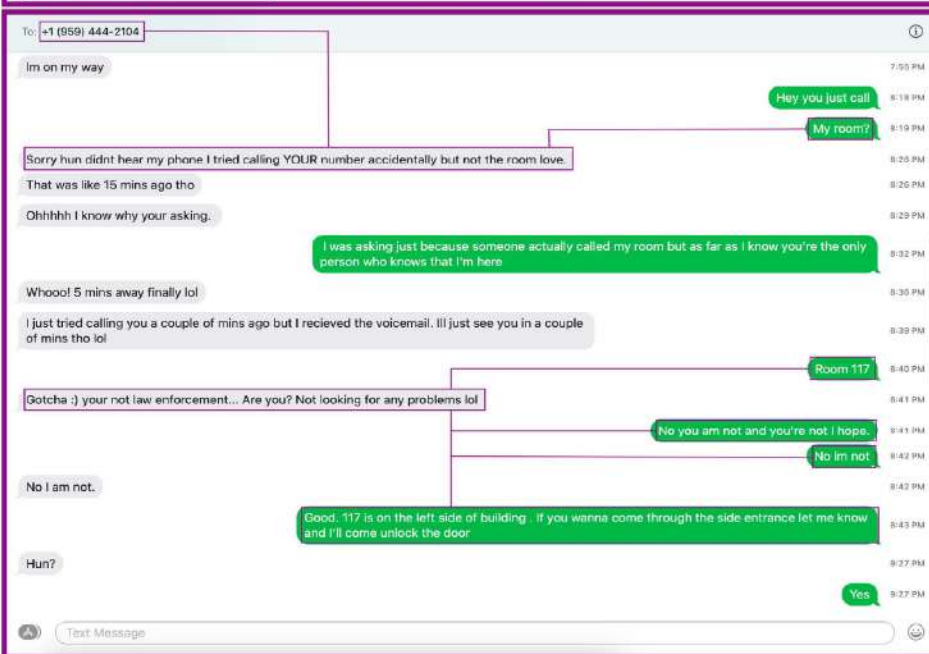 To: +1 (959) 444-2104
Im on my way
7:55 PM
Hey you just call
8:18 PM
My room?
8:19 PM
Sorry hun didnt hear my phone I tried calling YOUR number accidentally but not the room love.
8:26 PM
That was like 15 mins ago tho
8:26 PM
Ohhhhh I know why your asking.
8:29 PM
I was asking just because someone actually called my room but as far as I know you're the only
person who knows that I'm here
8:32 PM
Whooo! 5 mins away finally lol
8:36 PM
I just tried calling you a couple of mins ago but I recieved the voicemail. Ill just see you in a couple
of mins tho lol
8:39 PM
Room 117
8:40 PM
Gotcha :) your not law enforcement... Are you? Not looking for any problems lol
8:41 PM
No you am not and you're not I hope.
8:41 PM
No im not
8:42 PM
No I am not.
8:42 PM
Good. 117 is on the left side of building . If you wanna come through the side entrance let me know
and I'll come unlock the door
8:43 PM
Hun?
9:27 PM
Yes
9:27 PM
Text Message